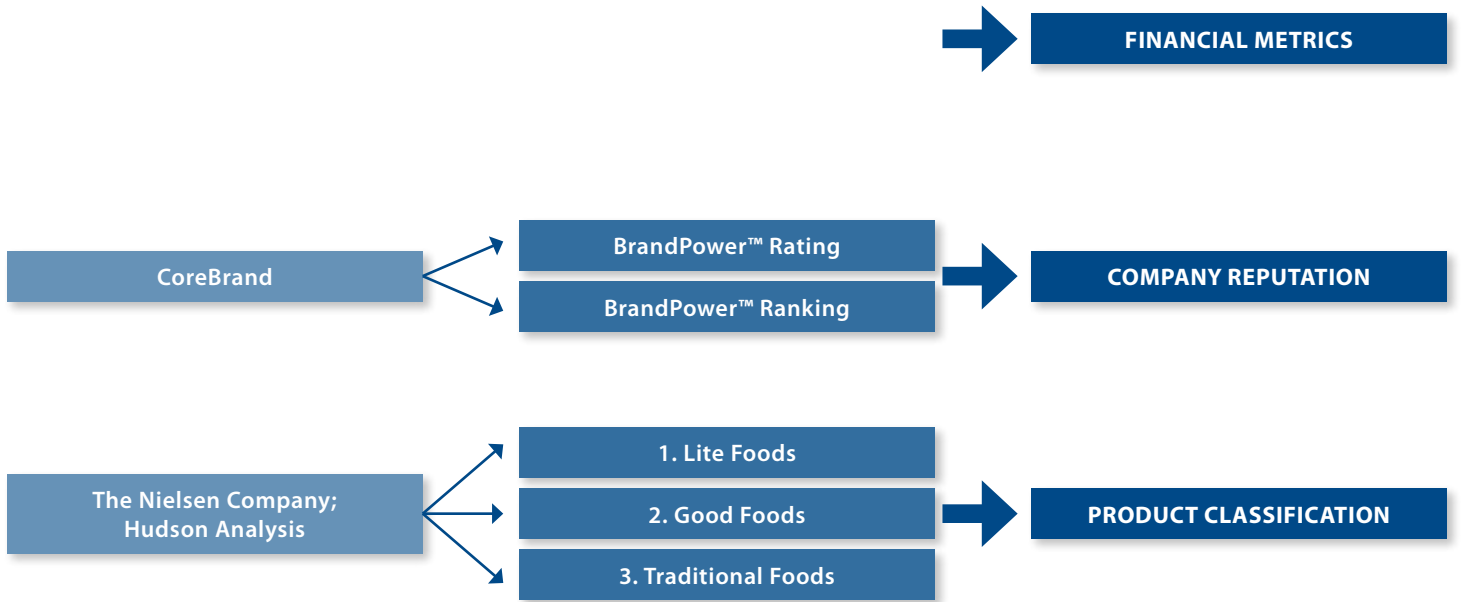 FINANCIAL METRICS
CoreBrand
BrandPower™ Rating
BrandPower™ Ranking
COMPANY REPUTATION
The Nielsen Company;
Hudson Analysis
1. Lite Foods
2. Good Foods
3. Traditional Foods
PRODUCT CLASSIFICATION